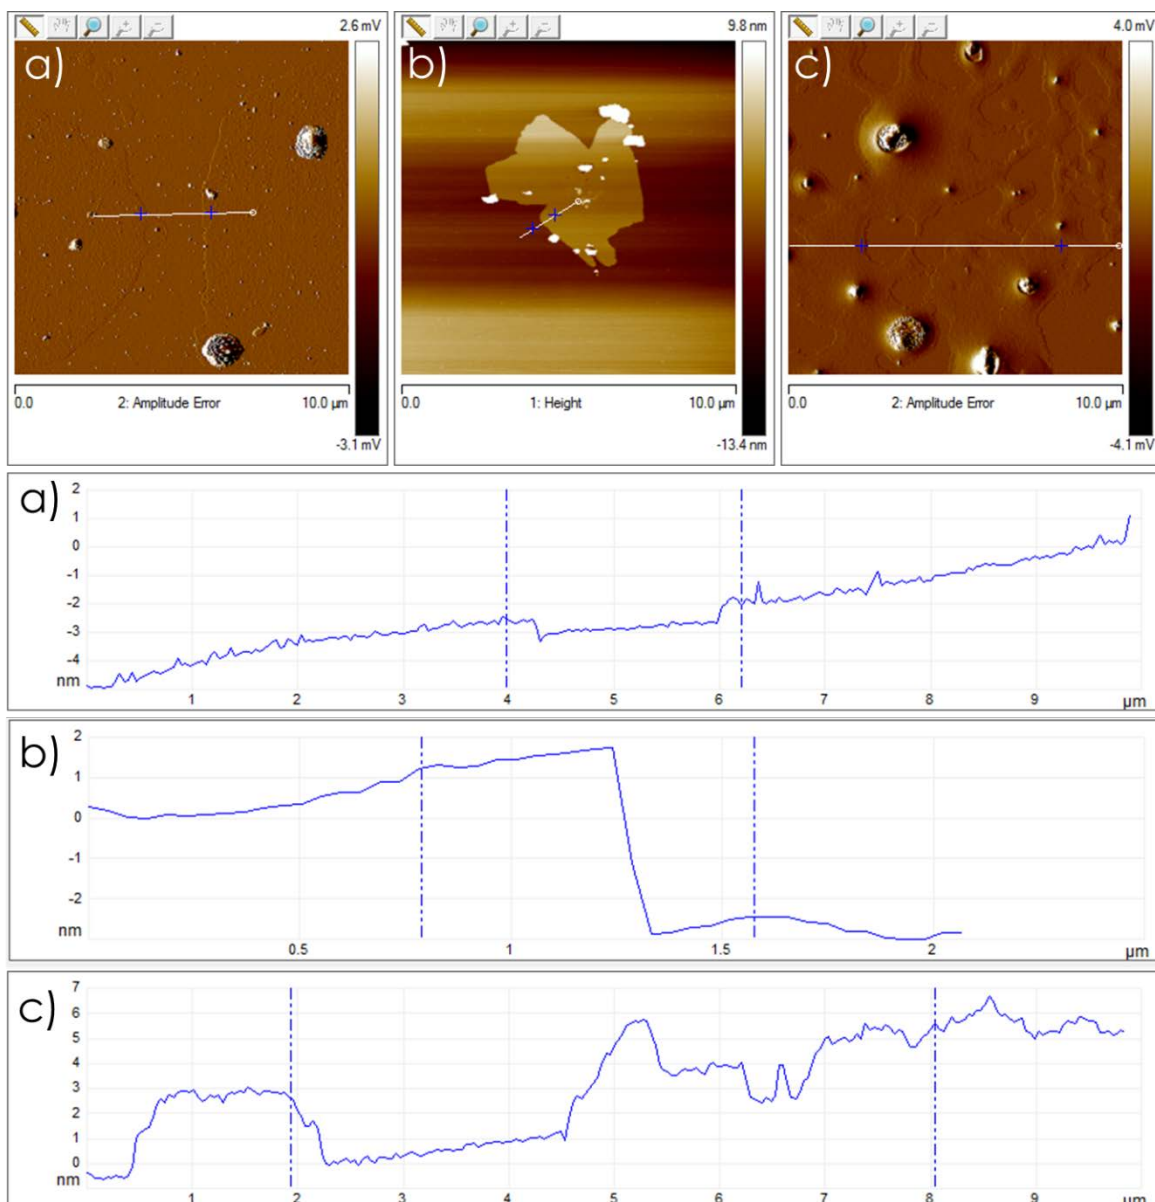 2.6 mV
a)
0.0 2: Amplitude Error 10.0 µm
-3.1 mV
9.8 nm
b)
0.0 1: Height 10.0 µm
-13.4 nm
4.0 mV
c)
0.0 2: Amplitude Error 10.0 µm
-4.1 mV
a)
2
1
0
-1
-2
-3
-4
nm
1 2 3 4 5 6 7 8 9 µm
b)
2
1
0
-1
-2
nm
0.5 1 1.5 2 µm
c)
7
6
5
4
3
2
1
0
nm
1 2 3 4 5 6 7 8 9 µm